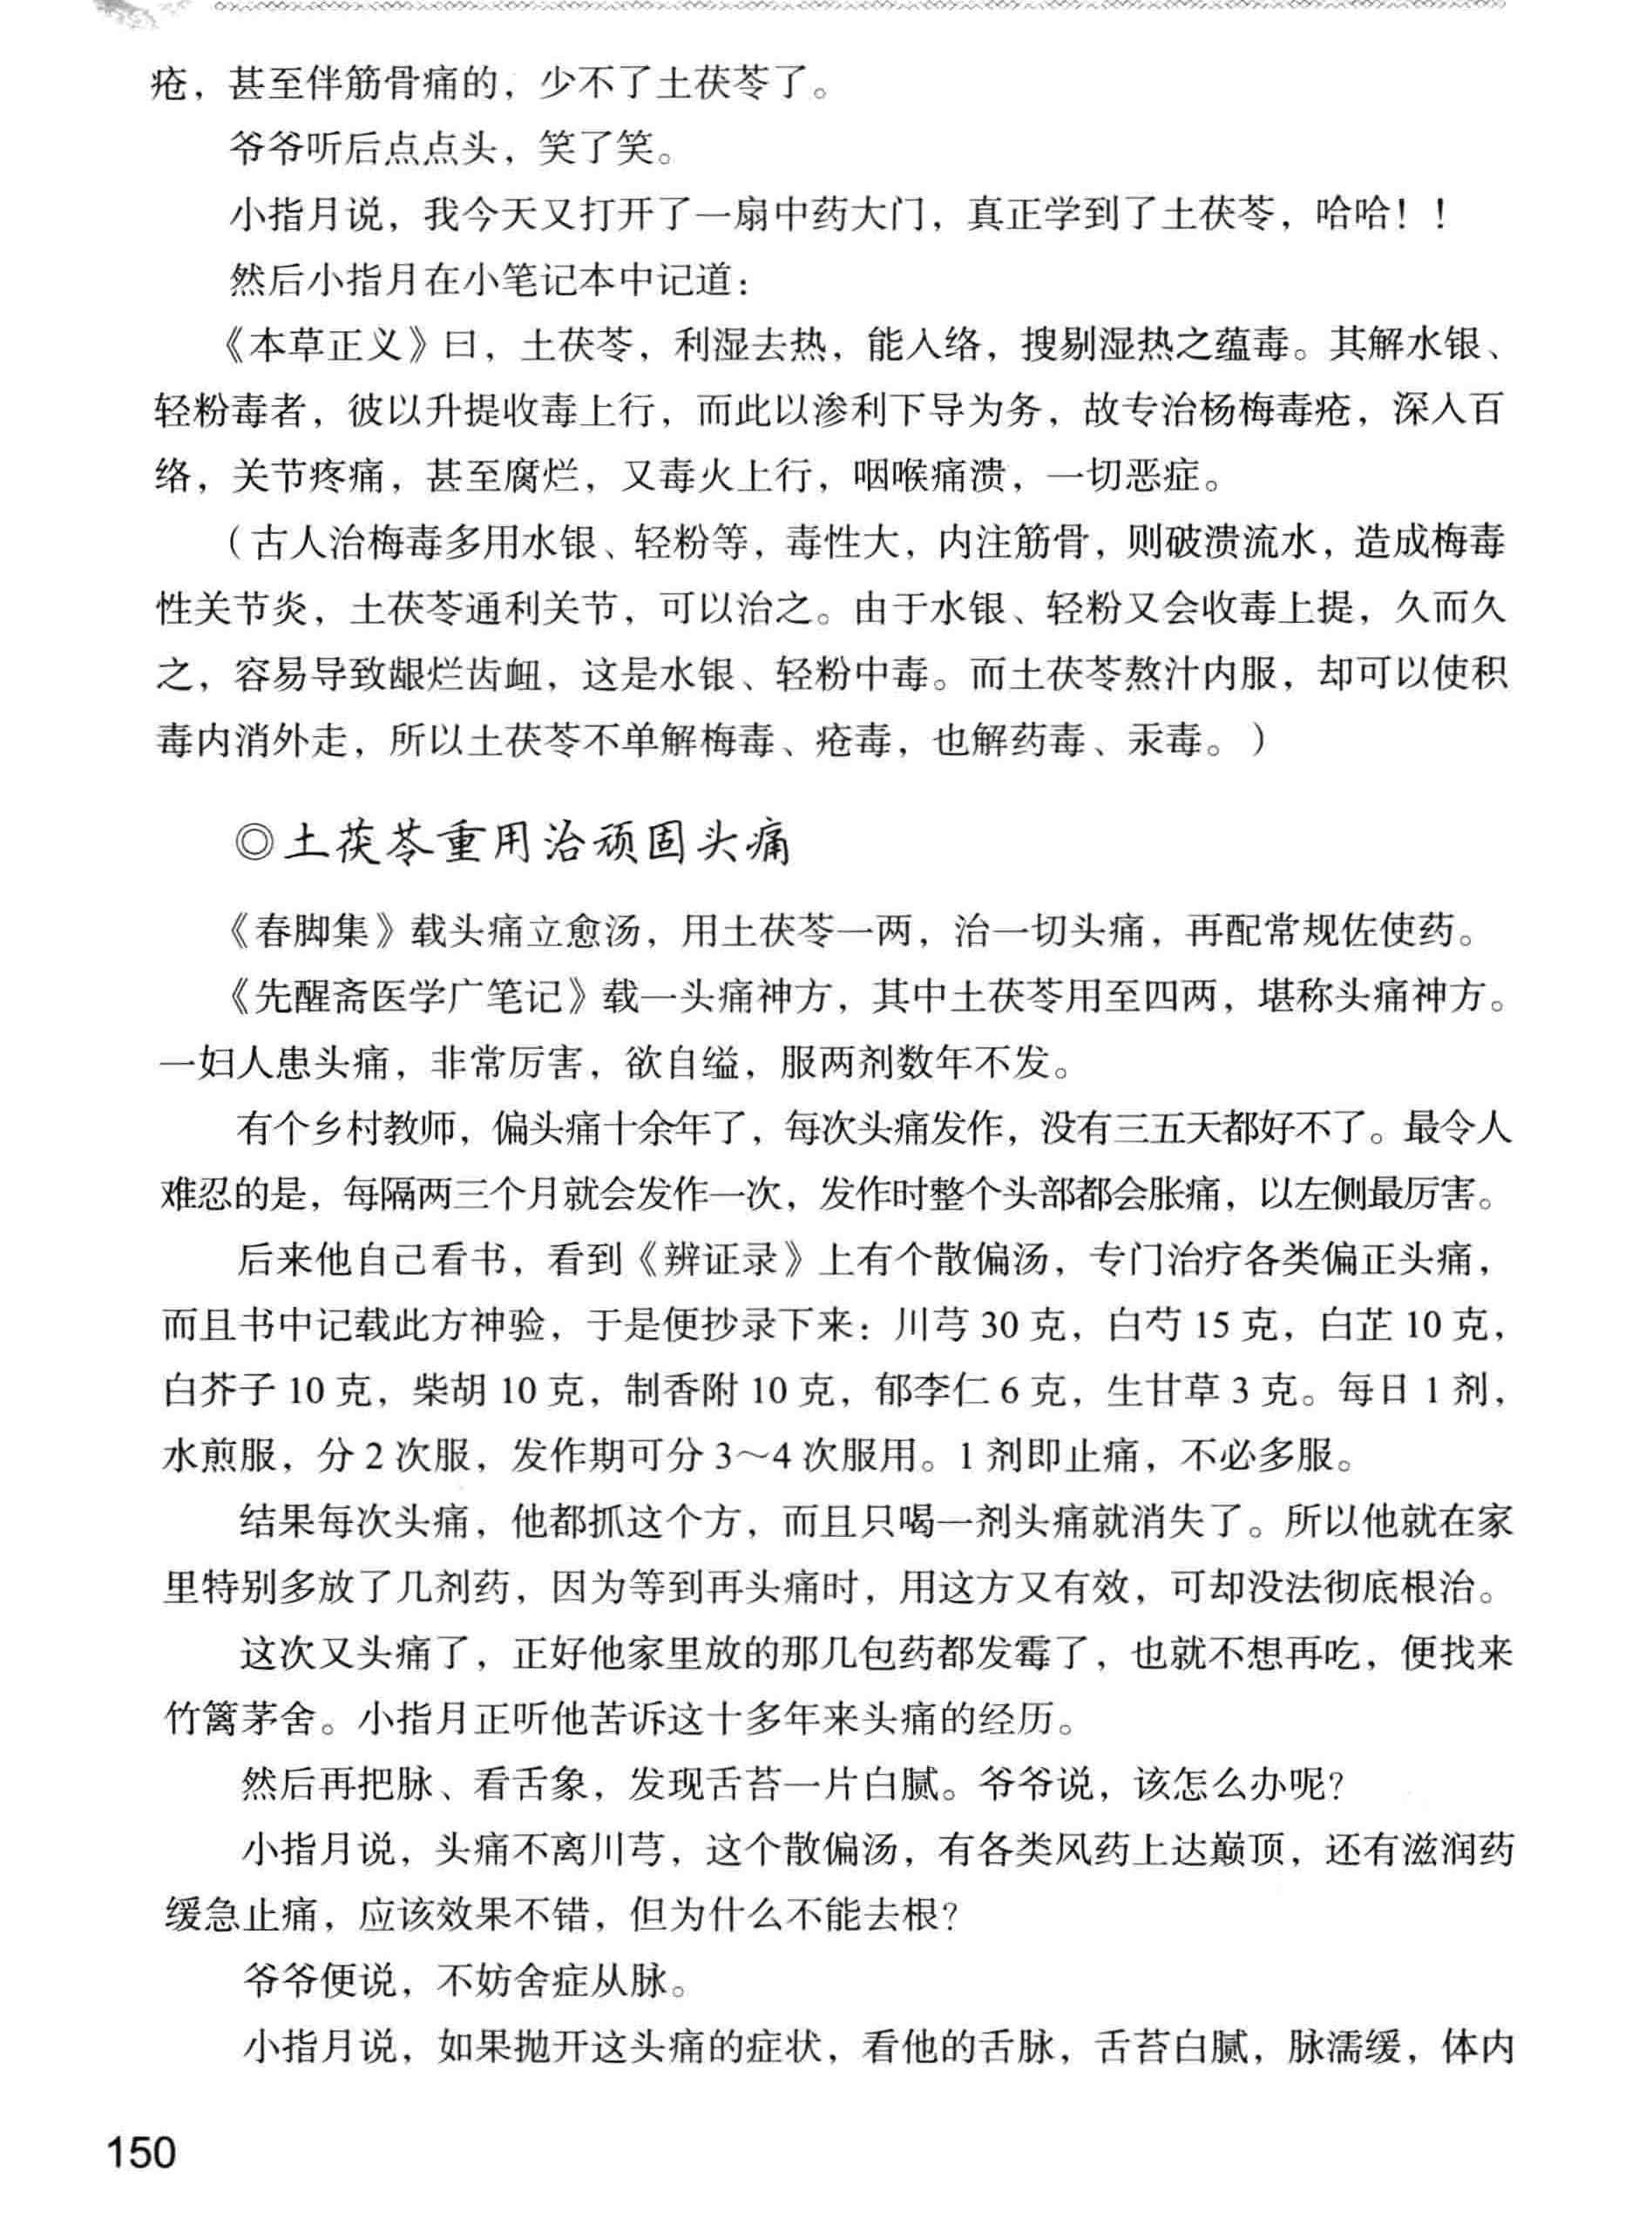 疮，甚至伴筋骨痛的，少不了土茯苓了。
爷爷听后点点头，笑了笑。
小指月说，我今天又打开了一扇中药大门，真正学到了土茯苓，哈哈！！
然后小指月在小笔记本中记道：
《本草正义》曰，土茯苓，利湿去热，能入络，搜剔湿热之蕴毒。其解水银、
轻粉毒者，彼以升提收毒上行，而此以渗利下导为务，故专治杨梅毒疮，深入百
络，关节疼痛，甚至腐烂，又毒火上行，咽喉痛溃，一切恶症。
（古人治梅毒多用水银、轻粉等，毒性大，内注筋骨，则破溃流水，造成梅毒
性关节炎，土茯苓通利关节，可以治之。由于水银、轻粉又会收毒上提，久而久
之，容易导致龈烂齿衄，这是水银、轻粉中毒。而土茯苓熬汁内服，却可以使积
毒内消外走，所以土茯苓不单解梅毒、疮毒，也解药毒、汞毒。）
◎土茯苓重用治顽固头痛
《春脚集》载头痛立愈汤，用土茯苓一两，治一切头痛，再配常规佐使药。
《先醒斋医学广笔记》载一头痛神方，其中土茯苓用至四两，堪称头痛神方。
一妇人患头痛，非常厉害，欲自缢，服两剂数年不发。
有个乡村教师，偏头痛十余年了，每次头痛发作，没有三五天都好不了。最令人
难忍的是，每隔两三个月就会发作一次，发作时整个头部都会胀痛，以左侧最厉害。
后来他自己看书，看到《辨证录》上有个散偏汤，专门治疗各类偏正头痛，
而且书中记载此方神验，于是便抄录下来：川芎 30 克，白芍 15 克，白芷 10 克，
白芥子 10 克，柴胡 10 克，制香附 10 克，郁李仁 6 克，生甘草 3 克。每日 1 剂，
水煎服，分 2 次服，发作期可分 3～4 次服用。1 剂即止痛，不必多服。
结果每次头痛，他都抓这个方，而且只喝一剂头痛就消失了。所以他就在家
里特别多放了几剂药，因为等到再头痛时，用这方又有效，可却没法彻底根治。
这次又头痛了，正好他家里放的那几包药都发霉了，也就不想再吃，便找来
竹篱茅舍。小指月正听他苦诉这十多年来头痛的经历。
然后再把脉、看舌象，发现舌苔一片白腻。爷爷说，该怎么办呢？
小指月说，头痛不离川芎，这个散偏汤，有各类风药上达巅顶，还有滋润药
缓急止痛，应该效果不错，但为什么不能去根？
爷爷便说，不妨舍症从脉。
小指月说，如果抛开这头痛的症状，看他的舌脉，舌苔白腻，脉濡缓，体内
150